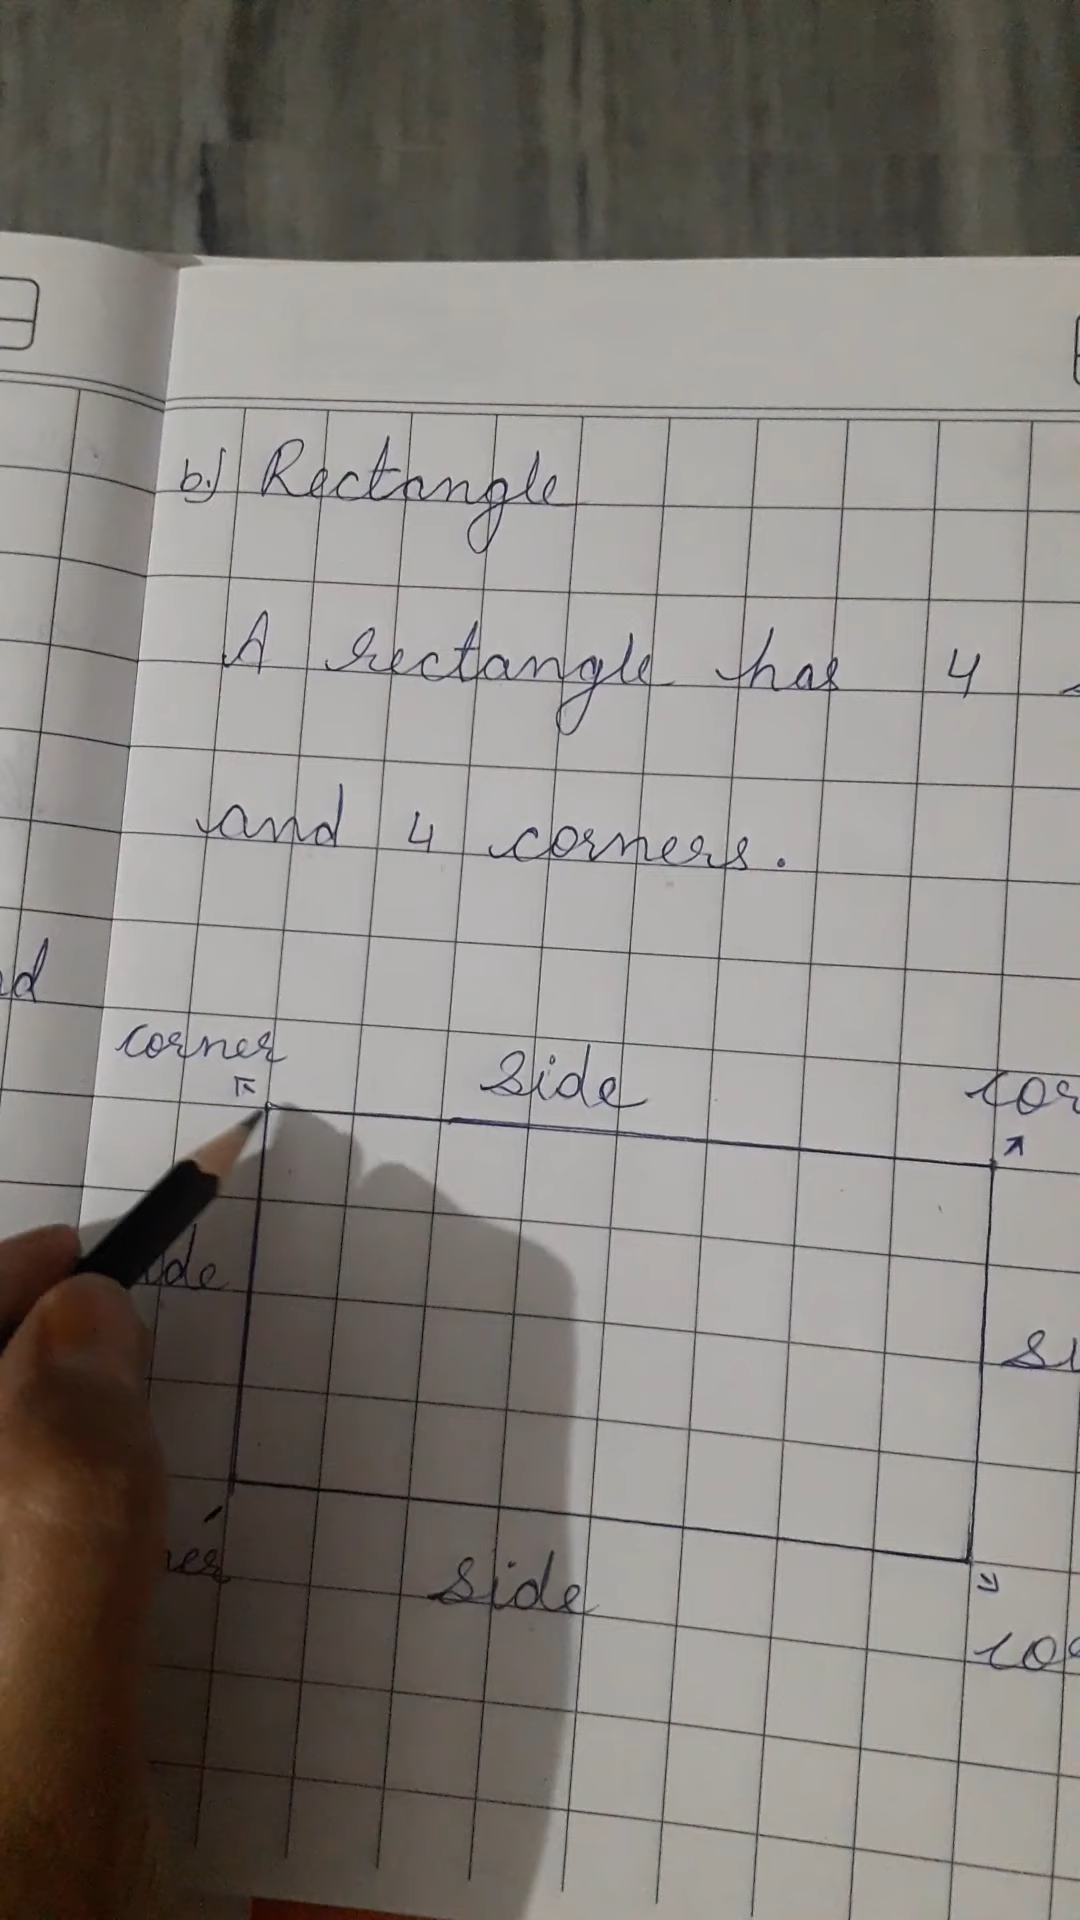 b.) Rectangle
A rectangle has 4
and 4 corners.
corner side
side